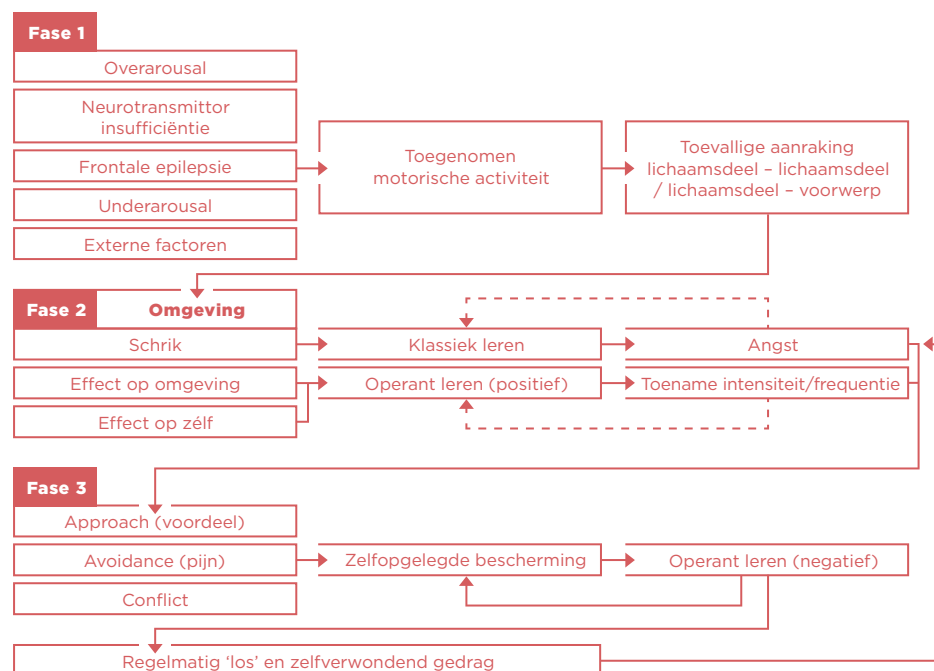 Fase 1
Overarousal
Neurotransmittor
insufficiëntie
Frontale epilepsie
Underarousal
Externe factoren
Toegenomen
motorische activiteit
Toevallige aanraking
lichaamsdeel – lichaamsdeel
/ lichaamsdeel – voorwerp
Fase 2
Omgeving
Schrik
Klassiek leren
Angst
Effect op omgeving
Operant leren (positief)
Toename intensiteit/frequentie
Effect op zélf
Fase 3
Approach (voordeel)
Avoidance (pijn)
Zelfopgelegde bescherming
Operant leren (negatief)
Conflict
Regelmatig ‘los’ en zelfverwondend gedrag